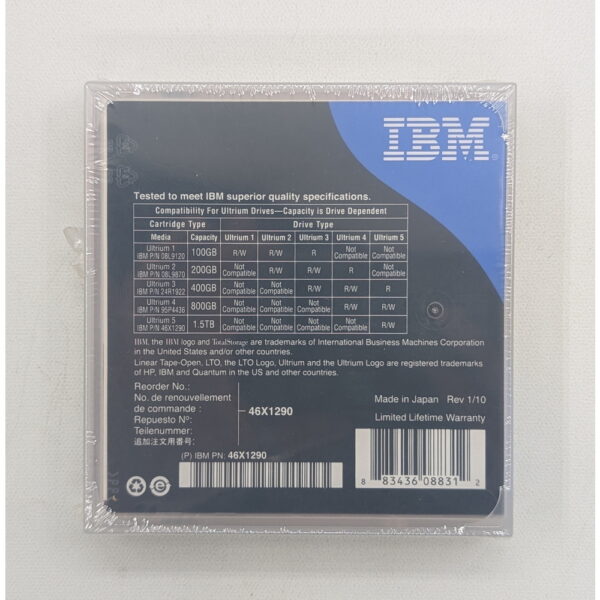 IBM®
Tested to meet IBM superior quality specifications.
Compatibility For Ultrium Drives—Capacity is Drive Dependent
Cartridge Type Drive Type
Media Capacity Ultrium 1 Ultrium 2 Ultrium 3 Ultrium 4 Ultrium 5
Ultrium 1 IBM P/N 08L9120 100GB R/W R/W R Not Compatible Not Compatible
Ultrium 2 IBM P/N 08L9870 200GB Not Compatible R/W R/W R Not Compatible
Ultrium 3 IBM P/N 24R1922 400GB Not Compatible Not Compatible R/W R/W R
Ultrium 4 IBM P/N 95P4436 800GB Not Compatible Not Compatible Not Compatible R/W R/W
Ultrium 5 IBM P/N 46X1290 1.5TB Not Compatible Not Compatible Not Compatible Not Compatible R/W
IBM, the IBM logo and TotalStorage are trademarks of International Business Machines Corporation
in the United States and/or other countries.
Linear Tape-Open, LTO, the LTO Logo, Ultrium and the Ultrium Logo are registered trademarks
of HP, IBM and Quantum in the US and other countries.
Reorder No.:
No. de renouvellement
de commande :
Repuesto Nº:
Teilenummer:
追加注文用番号:
46X1290
Made in Japan Rev 1/10
Limited Lifetime Warranty
(P) IBM PN: 46X1290
8 83436 08831 2